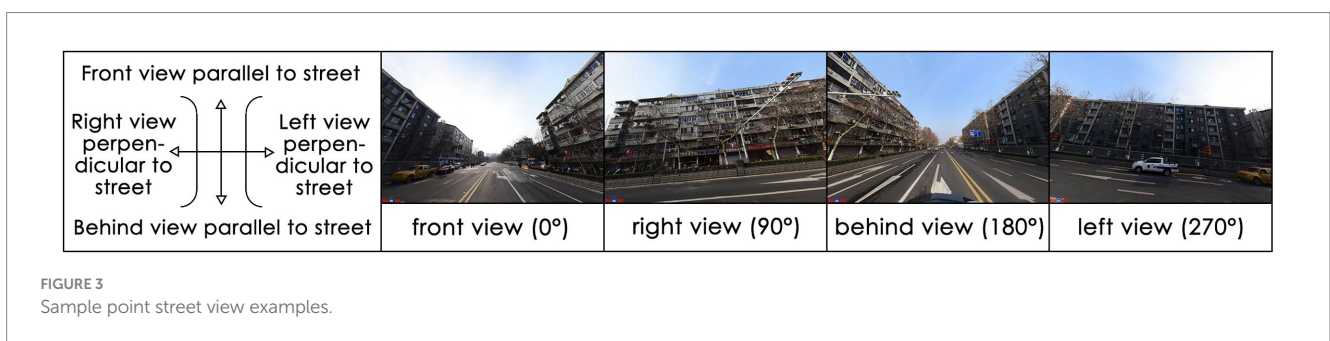 Front view parallel to street
Right view
perpen-
dicular to
street
Left view
perpen-
dicular to
street
Behind view parallel to street
front view (0°)
right view (90°)
behind view (180°)
left view (270°)
FIGURE 3
Sample point street view examples.